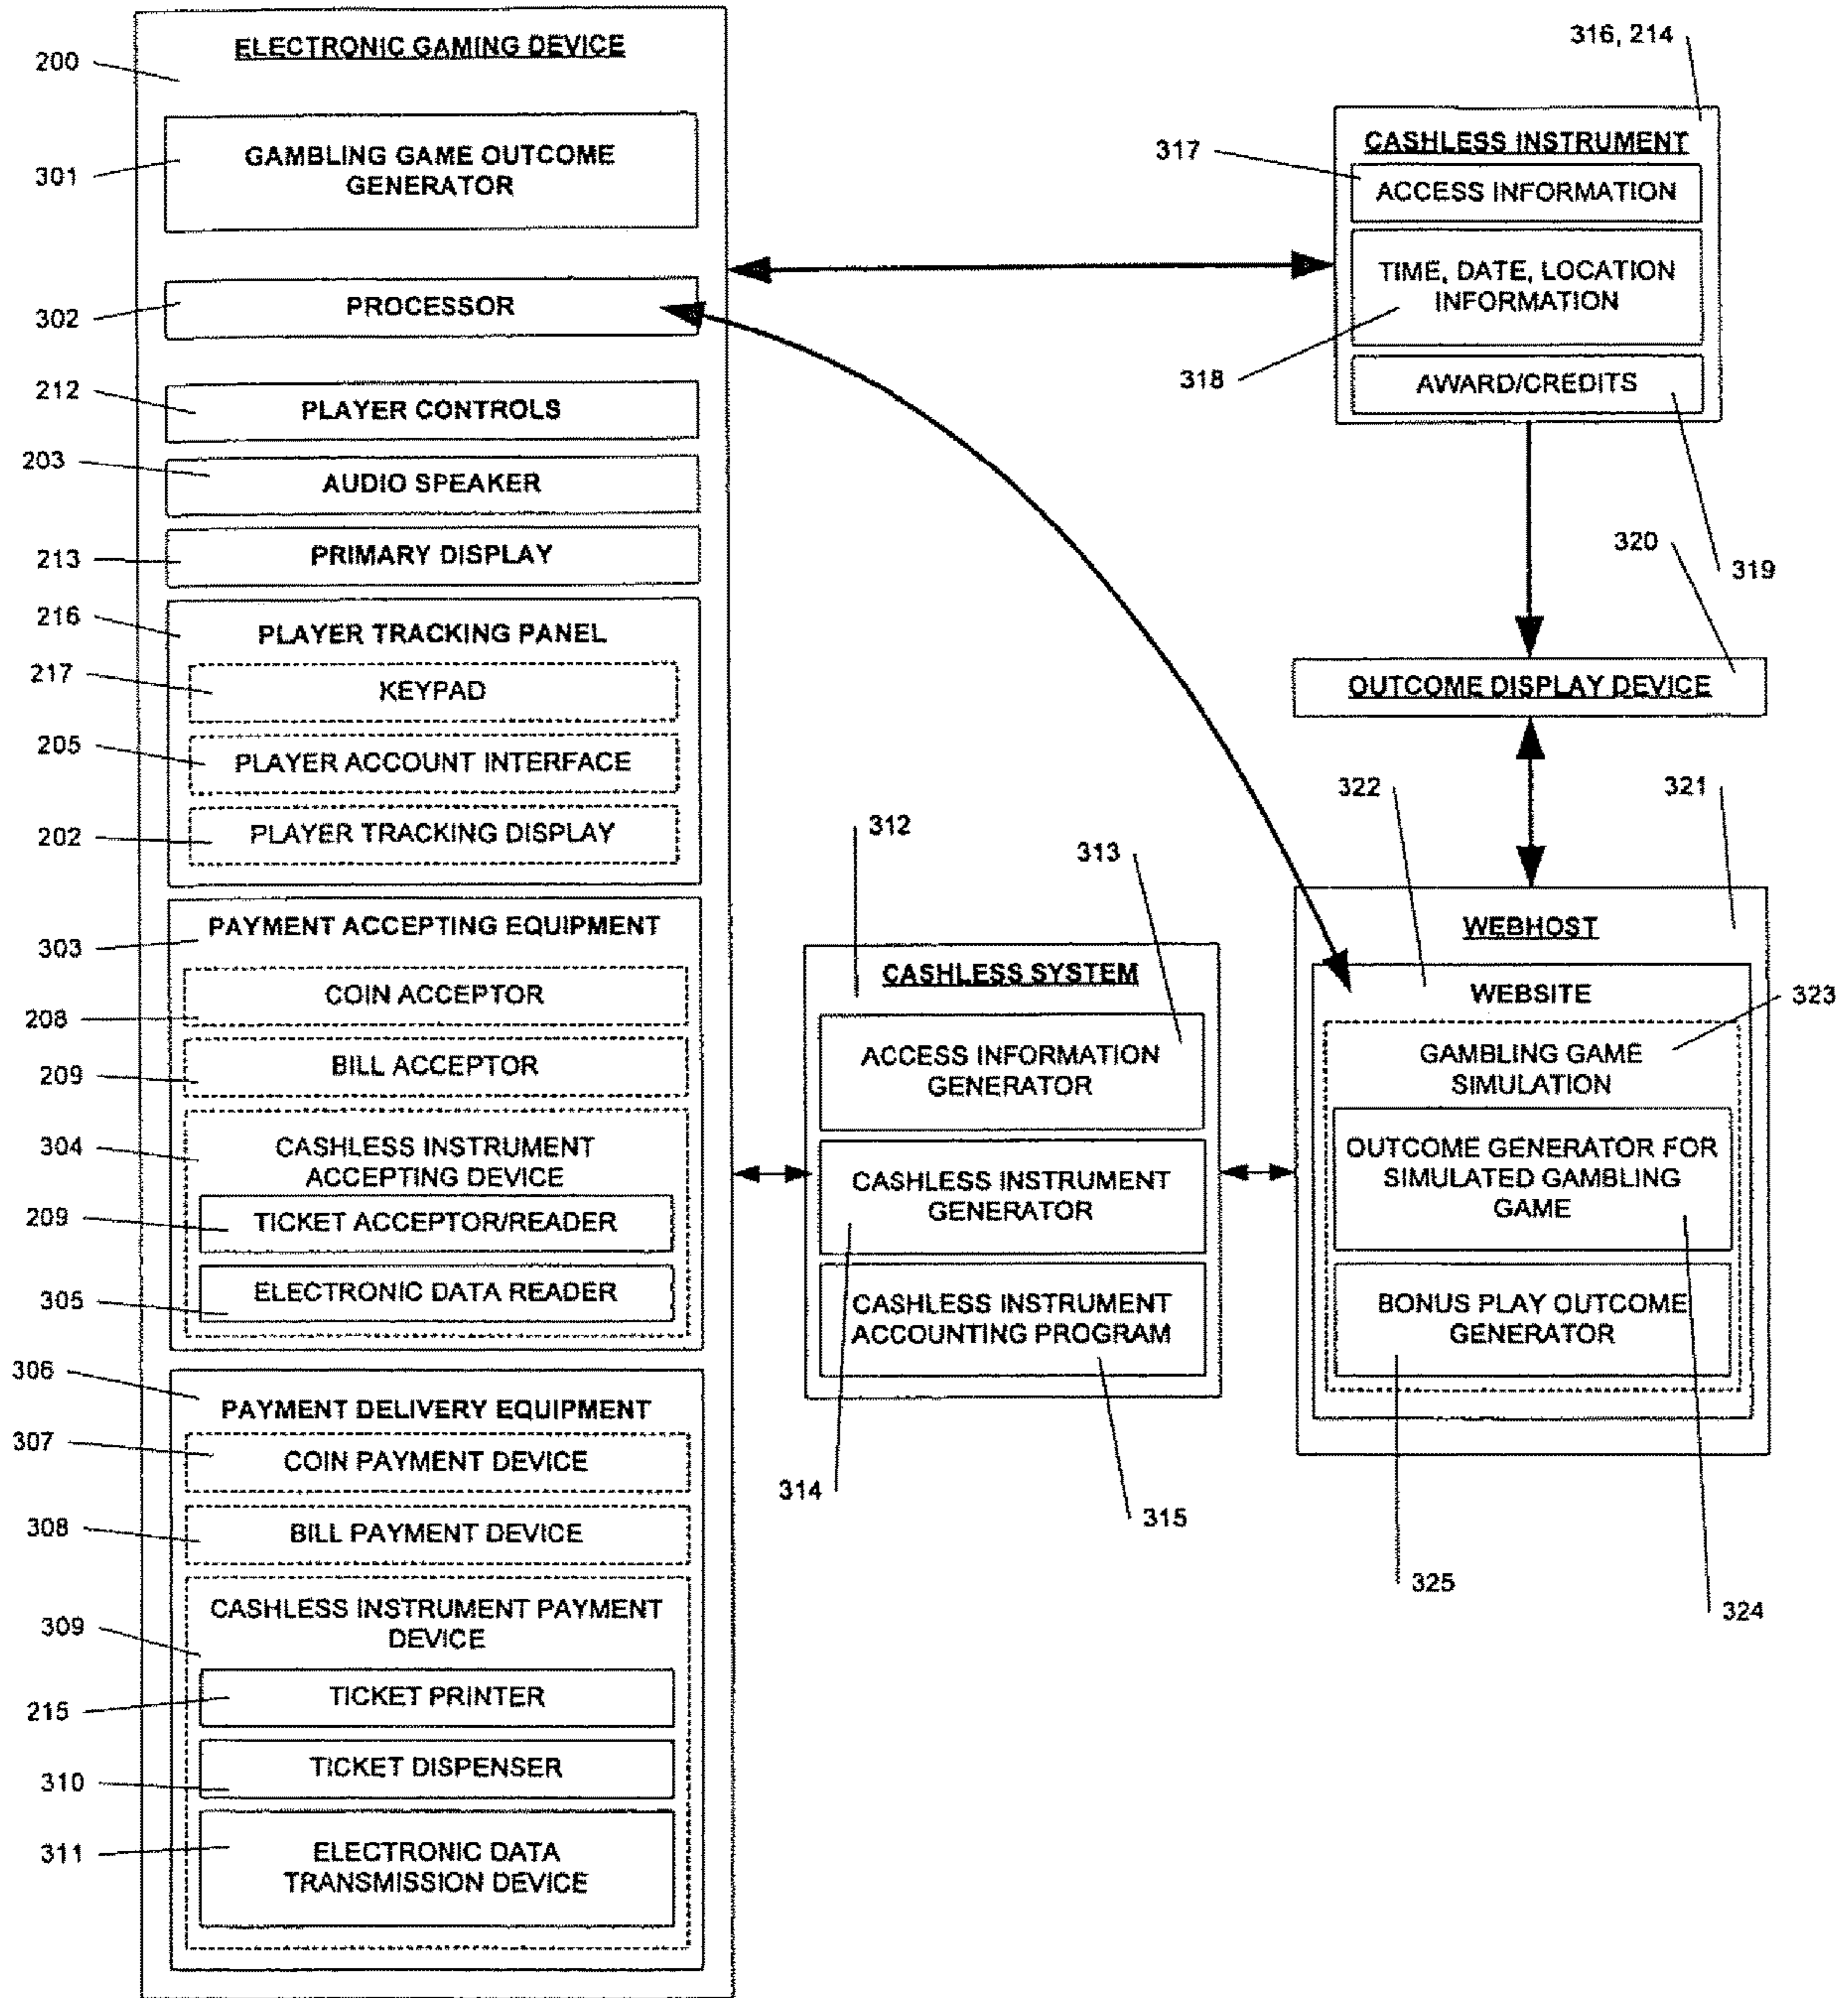 ELECTRONIC GAMING DEVICE
200
GAMBLING GAME OUTCOME
GENERATOR
301
PROCESSOR
302
212
PLAYER CONTROLS
203
AUDIO SPEAKER
PRIMARY DISPLAY
213
216
PLAYER TRACKING PANEL
217
KEYPAD
205
PLAYER ACCOUNT INTERFACE
202
PLAYER TRACKING DISPLAY
PAYMENT ACCEPTING EQUIPMENT
303
COIN ACCEPTOR
208
BILL ACCEPTOR
209
304
CASHLESS INSTRUMENT
ACCEPTING DEVICE
209
TICKET ACCEPTOR/READER
ELECTRONIC DATA READER
305
306
PAYMENT DELIVERY EQUIPMENT
307
COIN PAYMENT DEVICE
308
BILL PAYMENT DEVICE
CASHLESS INSTRUMENT PAYMENT
DEVICE
309
TICKET PRINTER
215
TICKET DISPENSER
310
ELECTRONIC DATA
TRANSMISSION DEVICE
311
312
313
CASHLESS SYSTEM
ACCESS INFORMATION
GENERATOR
CASHLESS INSTRUMENT
GENERATOR
CASHLESS INSTRUMENT
ACCOUNTING PROGRAM
314
315
316, 214
CASHLESS INSTRUMENT
317
ACCESS INFORMATION
TIME, DATE, LOCATION
INFORMATION
318
AWARD/CREDITS
319
320
OUTCOME DISPLAY DEVICE
322
321
WEBHOST
WEBSITE
323
GAMBLING GAME
SIMULATION
OUTCOME GENERATOR FOR
SIMULATED GAMBLING
GAME
BONUS PLAY OUTCOME
GENERATOR
325
324